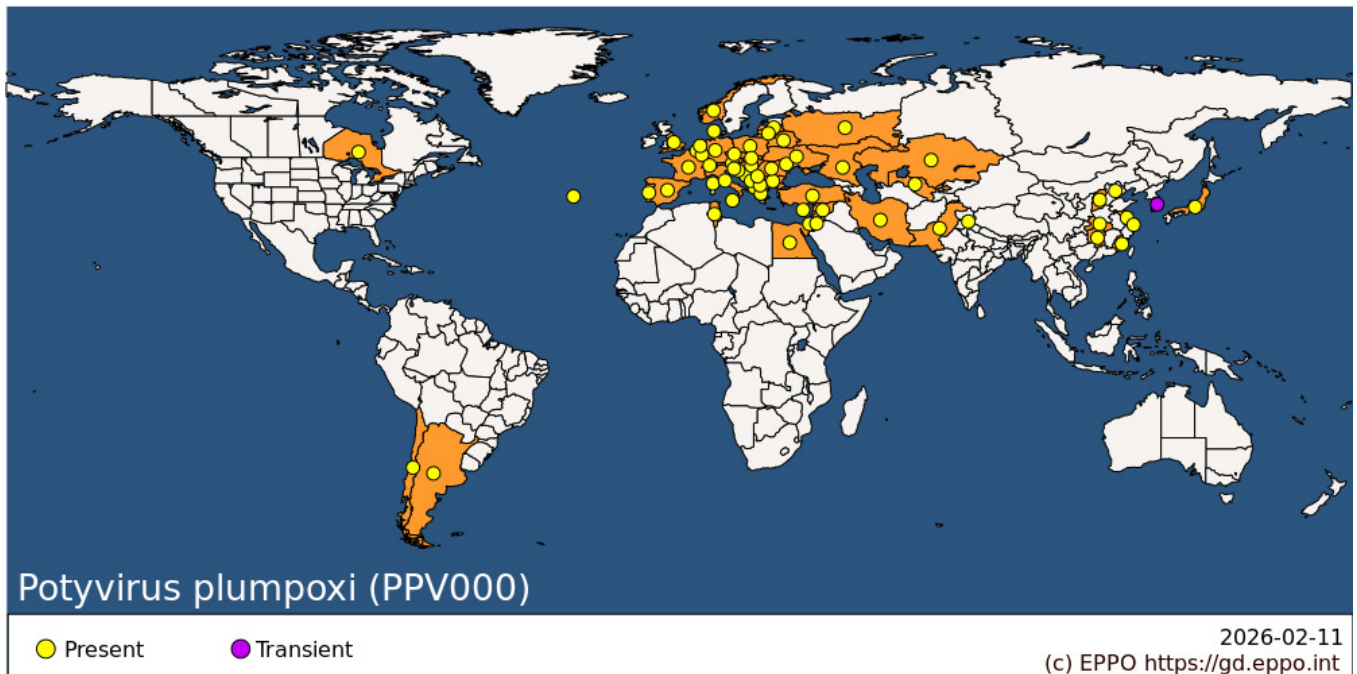 Potyvirus plumpoxi (PPV000)
Present
Transient
2026-02-11
(c) EPPO https://gd.eppo.int